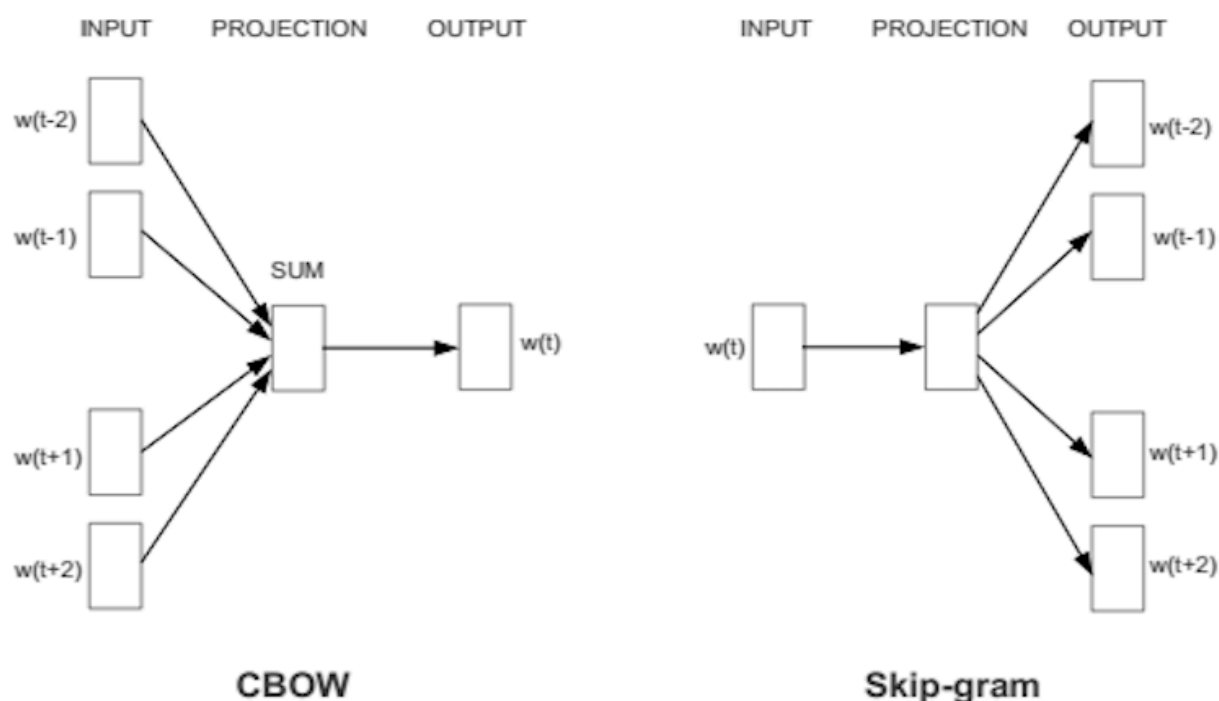 INPUT PROJECTION OUTPUT
w(t-2)
w(t-1)
SUM
w(t)
w(t+1)
w(t+2)
CBOW
INPUT PROJECTION OUTPUT
w(t-2)
w(t-1)
w(t)
w(t+1)
w(t+2)
Skip-gram